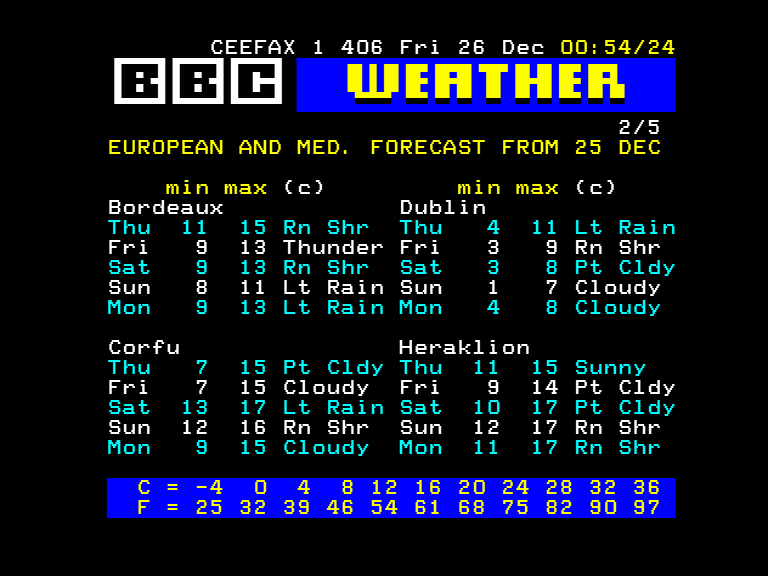 CEEFAX 1 406 Fri 26 Dec 00:54/24
BBC WEATHER
2/5
EUROPEAN AND MED. FORECAST FROM 25 DEC
min max (c) min max (c)
Bordeaux Dublin
Thu 11 15 Rn Shr Thu 4 11 Lt Rain
Fri 9 13 Thunder Fri 3 9 Rn Shr
Sat 9 13 Rn Shr Sat 3 8 Pt Cldy
Sun 8 11 Lt Rain Sun 1 7 Cloudy
Mon 9 13 Lt Rain Mon 4 8 Cloudy
Corfu Heraklion
Thu 7 15 Pt Cldy Thu 11 15 Sunny
Fri 7 15 Cloudy Fri 9 14 Pt Cldy
Sat 13 17 Lt Rain Sat 10 17 Pt Cldy
Sun 12 16 Rn Shr Sun 12 17 Rn Shr
Mon 9 15 Cloudy Mon 11 17 Rn Shr
C = -4 0 4 8 12 16 20 24 28 32 36
F = 25 32 39 46 54 61 68 75 82 90 97